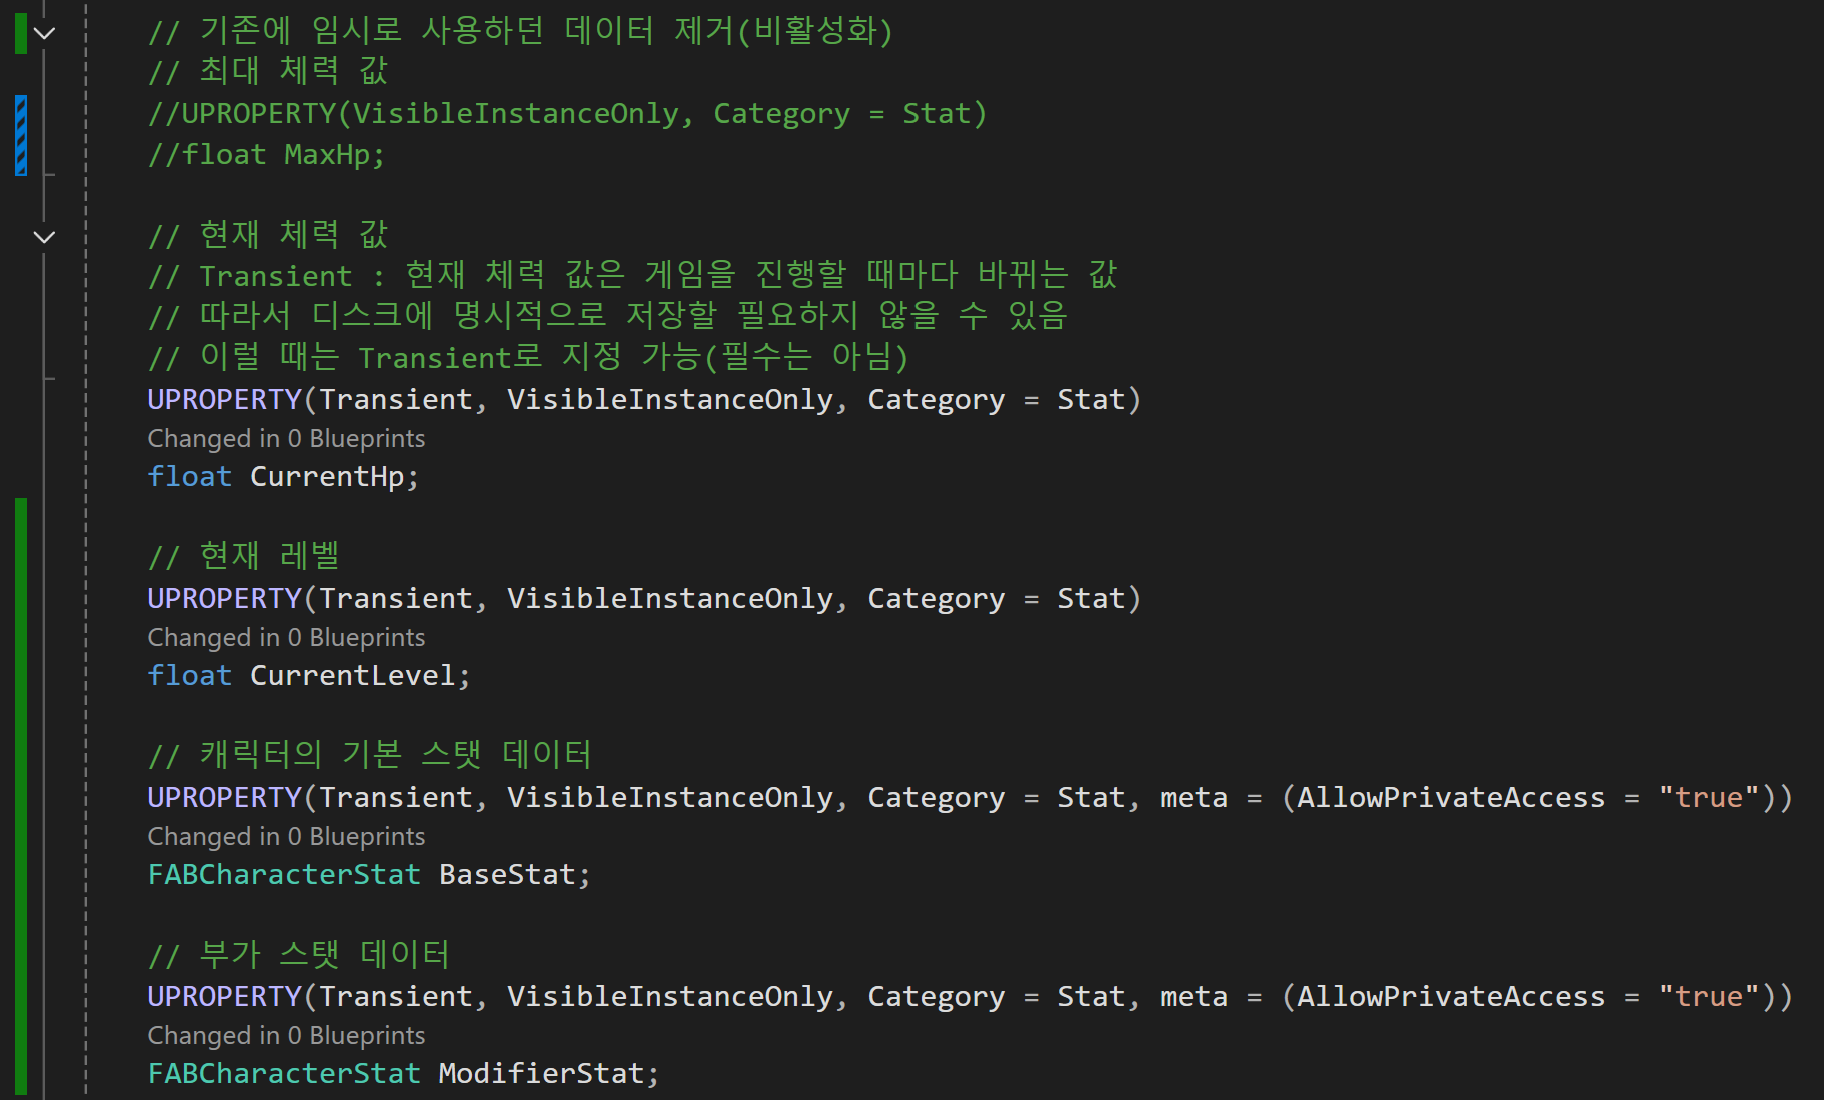 // 기존에 임시로 사용하던 데이터 제거(비활성화)
// 최대 체력 값
//UPROPERTY(VisibleInstanceOnly, Category = Stat)
//float MaxHp;
// 현재 체력 값
// Transient : 현재 체력 값은 게임을 진행할 때마다 바뀌는 값
// 따라서 디스크에 명시적으로 저장할 필요하지 않을 수 있음
// 이럴 때는 Transient로 지정 가능(필수는 아님)
UPROPERTY(Transient, VisibleInstanceOnly, Category = Stat)
Changed in 0 Blueprints
float CurrentHp;
// 현재 레벨
UPROPERTY(Transient, VisibleInstanceOnly, Category = Stat)
Changed in 0 Blueprints
float CurrentLevel;
// 캐릭터의 기본 스탯 데이터
UPROPERTY(Transient, VisibleInstanceOnly, Category = Stat, meta = (AllowPrivateAccess = "true"))
Changed in 0 Blueprints
FABCharacterStat BaseStat;
// 부가 스탯 데이터
UPROPERTY(Transient, VisibleInstanceOnly, Category = Stat, meta = (AllowPrivateAccess = "true"))
Changed in 0 Blueprints
FABCharacterStat ModifierStat;